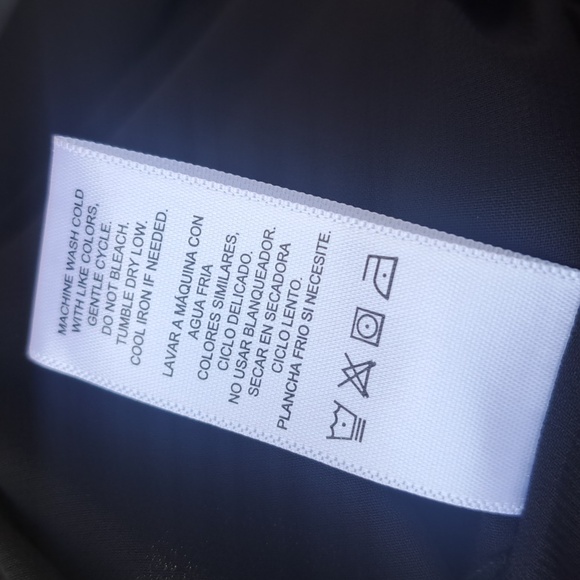 MACHINE WASH COLD
WITH LIKE COLORS,
GENTLE CYCLE.
DO NOT BLEACH.
TUMBLE DRY LOW.
COOL IRON IF NEEDED.
LAVAR A MÁQUINA CON
AGUA FRIA
COLORES SIMILARES,
CICLO DELICADO.
NO USAR BLANQUEADOR.
SECAR EN SECADORA
CICLO LENTO.
PLANCHA FRIO SI NECESITE.